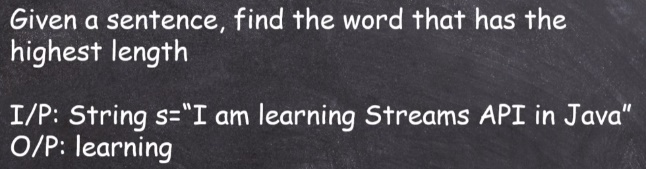 Given a sentence, find the word that has the
highest length
I/P: String s="I am learning Streams API in Java"
O/P: learning